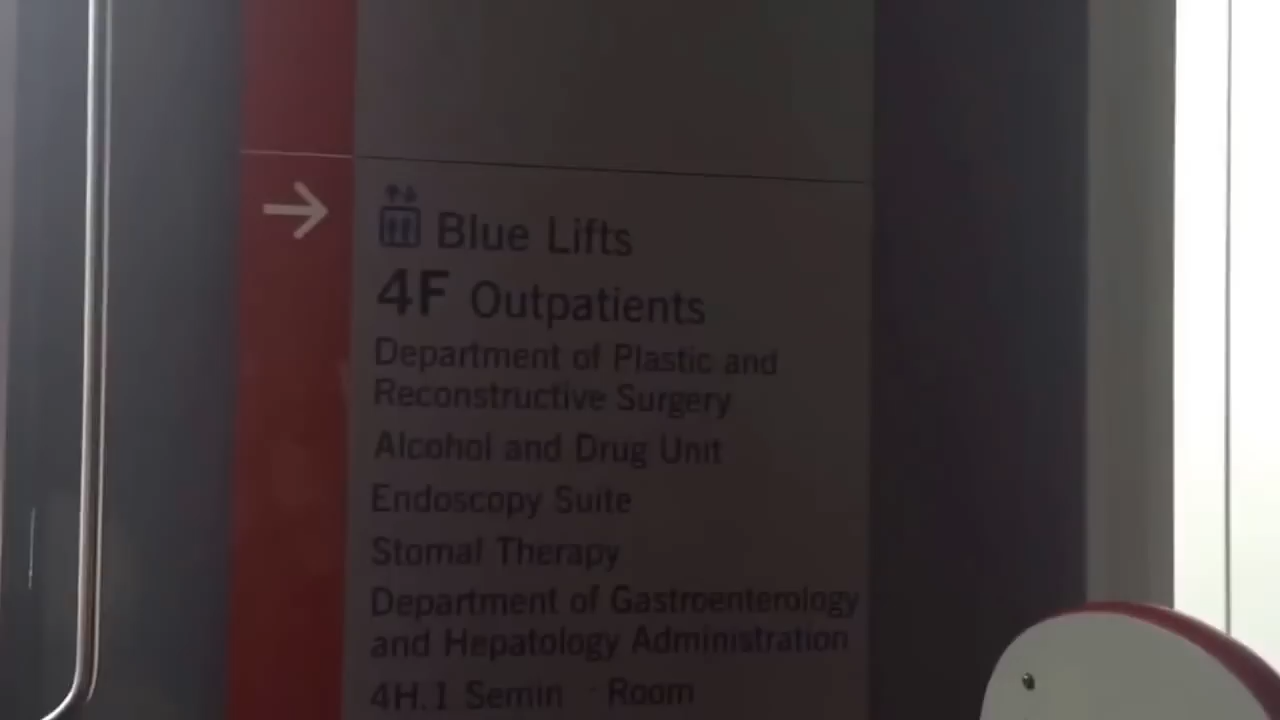 Blue Lifts
4F Outpatients
Department of Plastic and
Reconstructive Surgery
Alcohol and Drug Unit
Endoscopy Suite
Stomal Therapy
Department of Gastroenterology
and Hepatology Administration
4H.1 Room